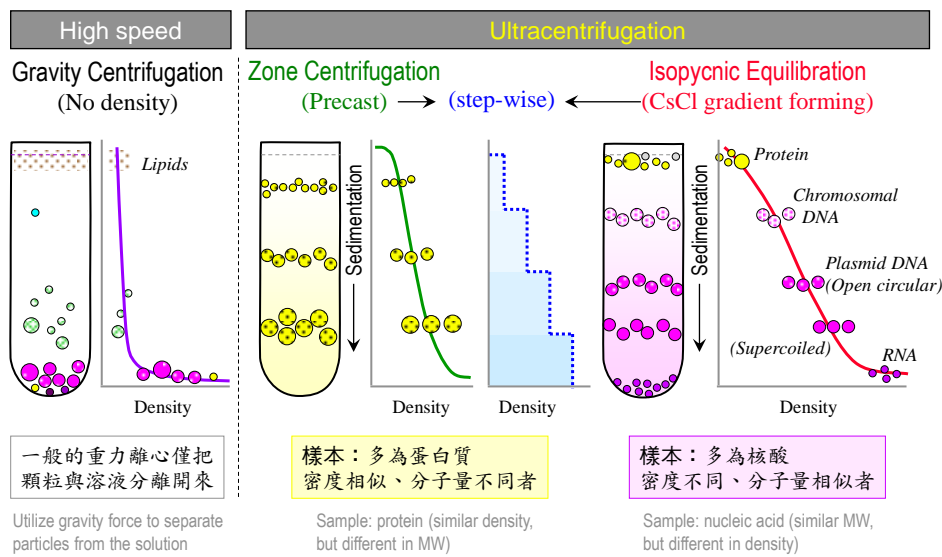 High speed
Ultracentrifugation
Gravity Centrifugation
(No density)
Zone Centrifugation
(Precast)
(step-wise)
Isopycnic Equilibration
(CsCl gradient forming)
Lipids
Density
Sedimentation
Density
Density
Sedimentation
Protein
Chromosomal
DNA
Plasmid DNA
(Open circular)
(Supercoiled)
RNA
Density
一般的重力離心僅把
顆粒與溶液分離開來
Utilize gravity force to separate
particles from the solution
樣本：多為蛋白質
密度相似、分子量不同者
Sample: protein (similar density,
but different in MW)
樣本：多為核酸
密度不同、分子量相似者
Sample: nucleic acid (similar MW,
but different in density)